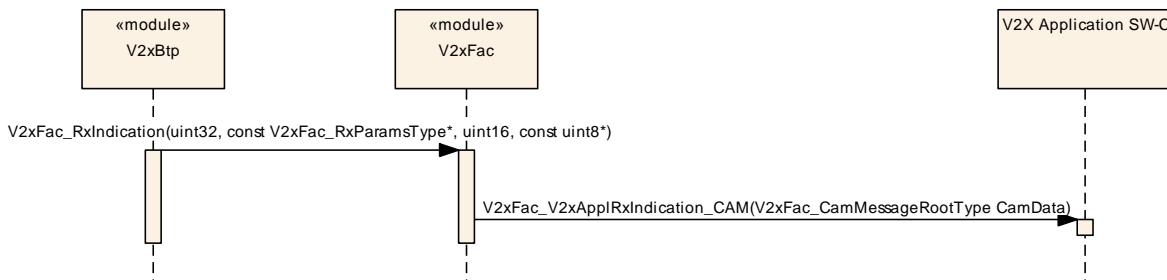 «module»
V2xBtp
«module»
V2xFac
V2X Application SW-C
V2xFac_RxIndication(uint32, const V2xFac_RxParamsType*, uint16, const uint8*)
V2xFac_V2xApplRxIndication_CAM(V2xFac_CamMessageRootType CamData)